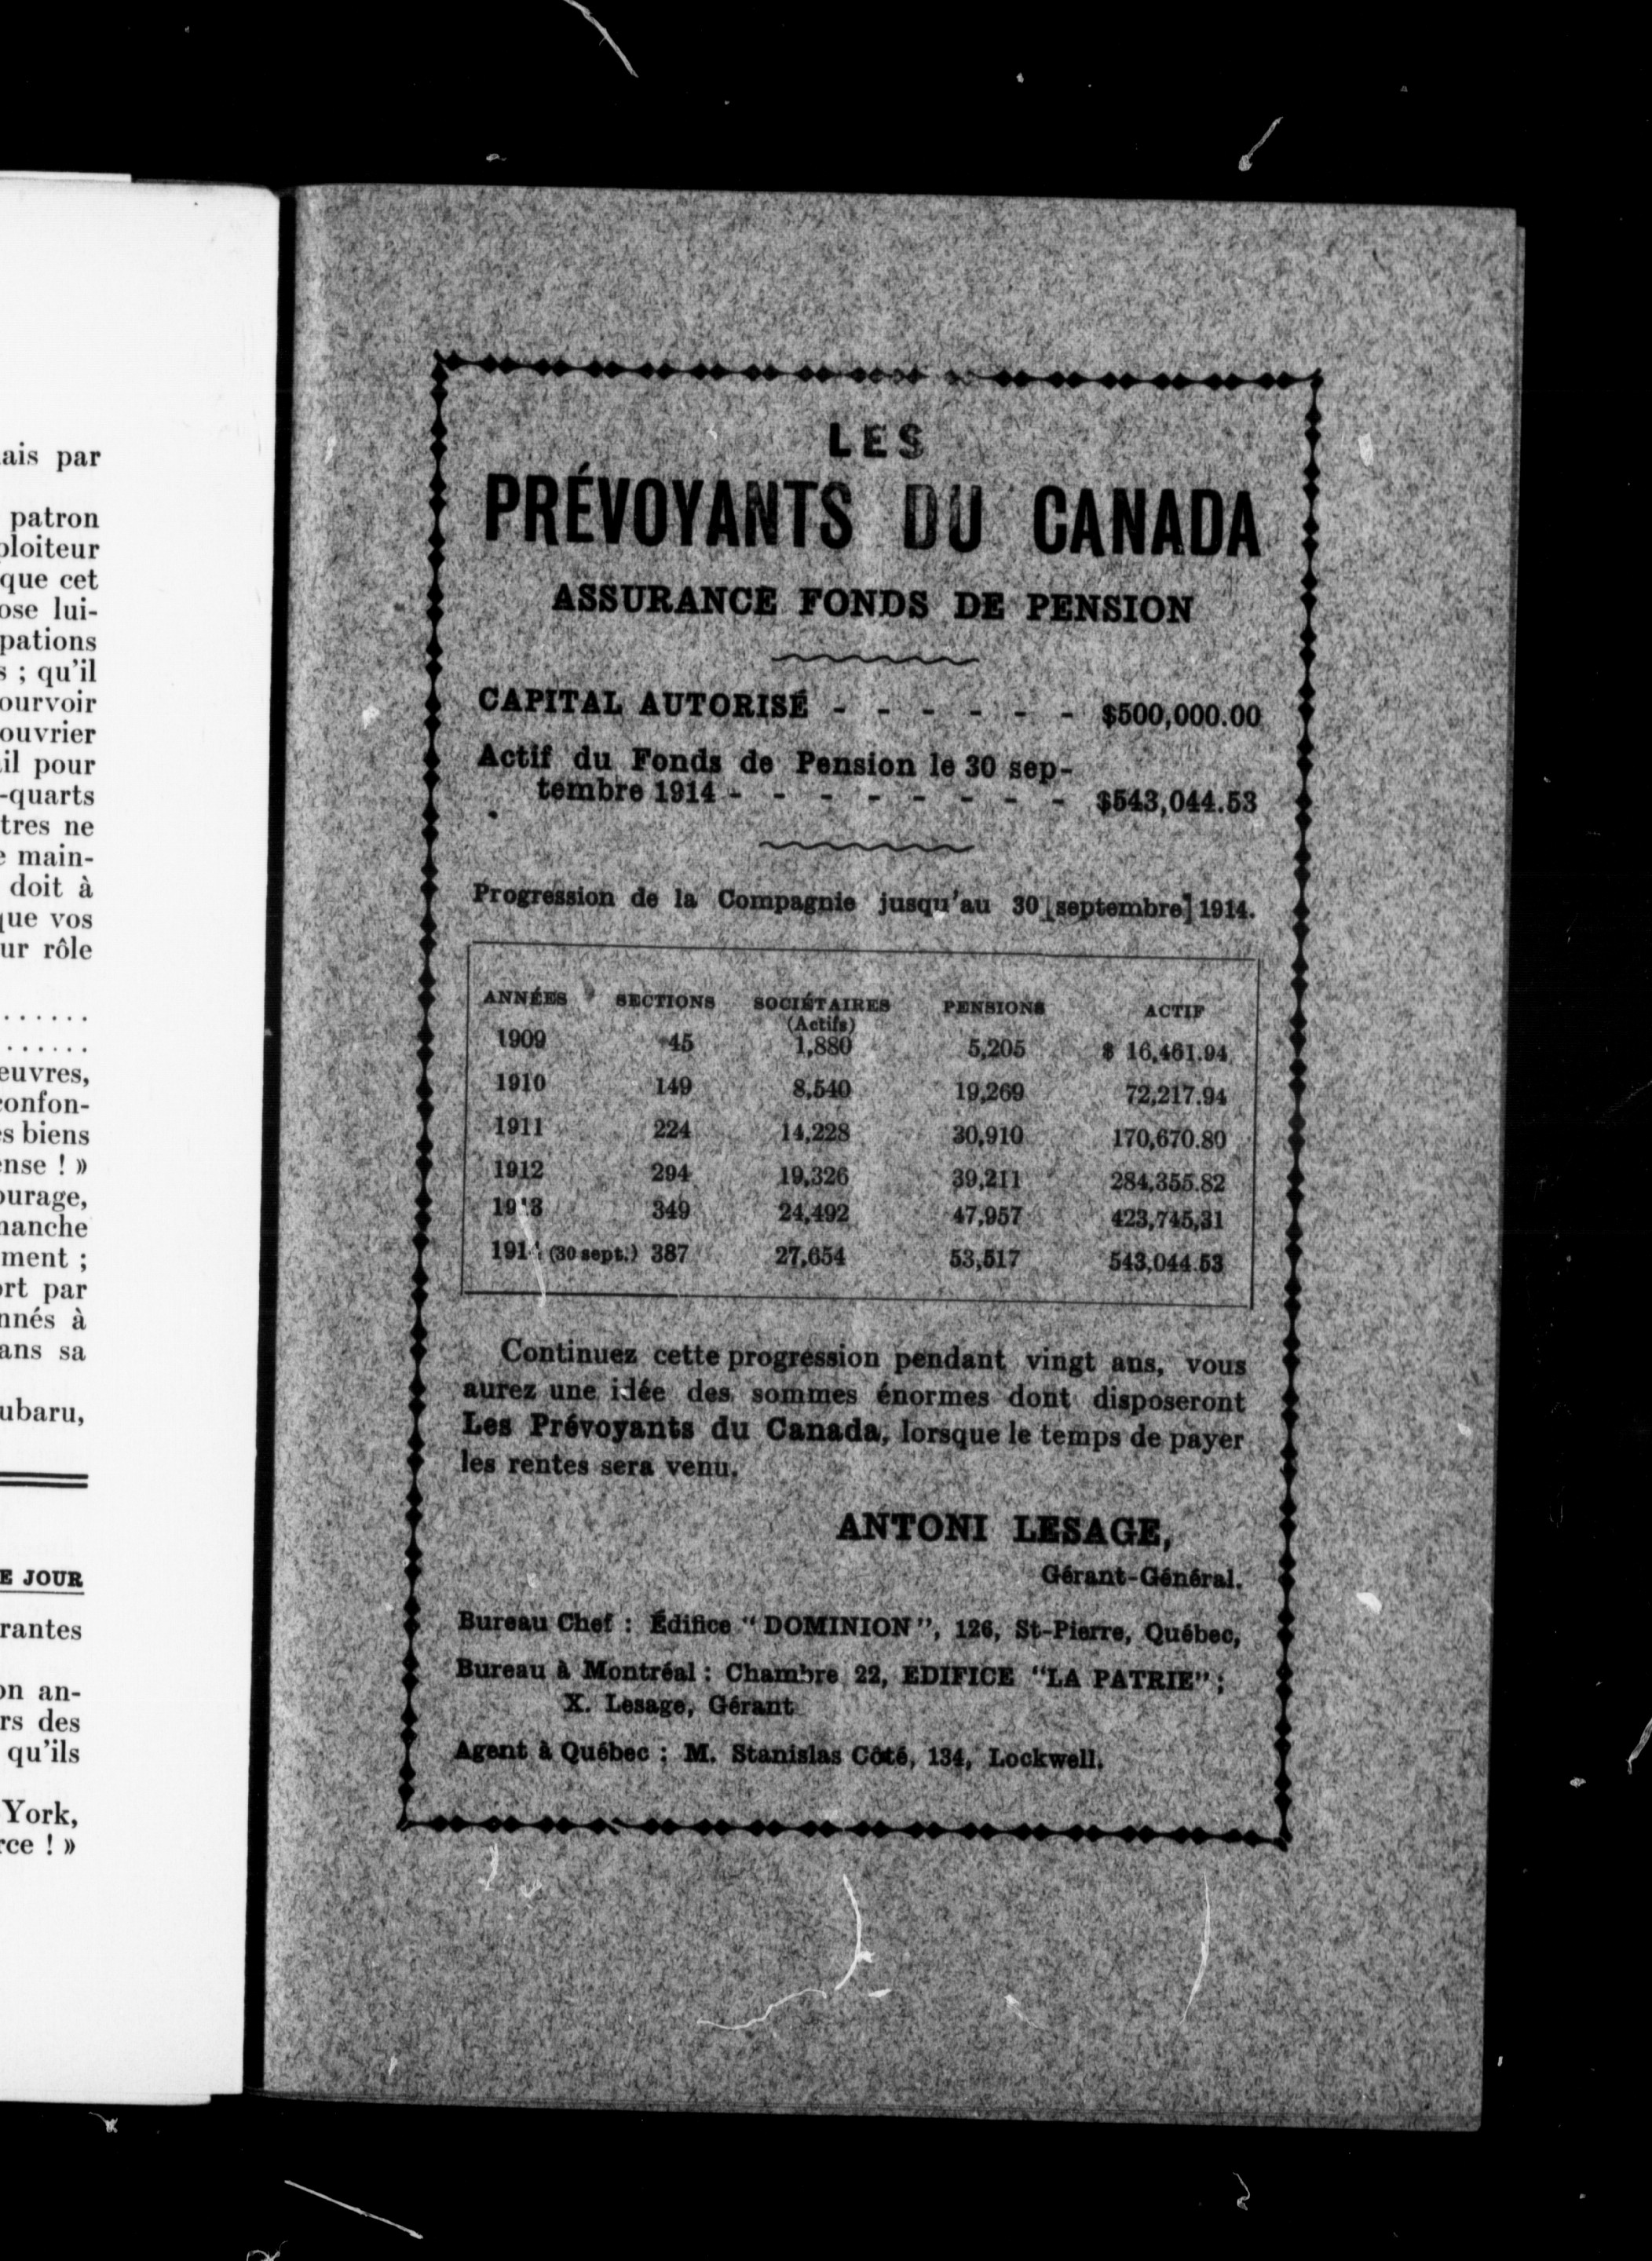 ais par
patron
ploiteur
que cet
ose lui-
pations
s ; qu'il
ourvoir
ouvrier
il pour
-quarts
tres ne
e main-
doit à
que vos
ur rôle
......
......
euvres,
confon-
s biens
ense ! »
ourage,
manche
ment ;
ort par
nnés à
ans sa
ubaru,
E JOUR
rantes
on an-
rs des
qu'ils
York,
rce ! »
LES
PRÉVOYANTS DU CANADA
ASSURANCE FONDS DE PENSION
CAPITAL AUTORISÉ - - - - - - $500,000.00
Actif du Fonds de Pension le 30 sep-
tembre 1914 - - - - - - - - $543,044.53
Progression de la Compagnie jusqu'au 30 [septembre] 1914.
ANNÉES SECTIONS SOCIÉTAIRES PENSIONS ACTIF
(Actifs)
1909 45 1,880 5,205 $ 16,461.94
1910 149 8,540 19,269 72,217.94
1911 224 14,228 30,910 170,670.80
1912 294 19,326 39,211 284,355.82
1913 349 24,492 47,957 423,745,31
1914 (30 sept.) 387 27,654 53,517 543,044.53
Continuez cette progression pendant vingt ans, vous
aurez une idée des sommes énormes dont disposeront
Les Prévoyants du Canada, lorsque le temps de payer
les rentes sera venu.
ANTONI LESAGE,
Gérant-Général.
Bureau Chef : Édifice "DOMINION", 126, St-Pierre, Québec,
Bureau à Montréal : Chambre 22, EDIFICE "LA PATRIE" ;
X. Lesage, Gérant
Agent à Québec : M. Stanislas Côté, 134, Lockwell.